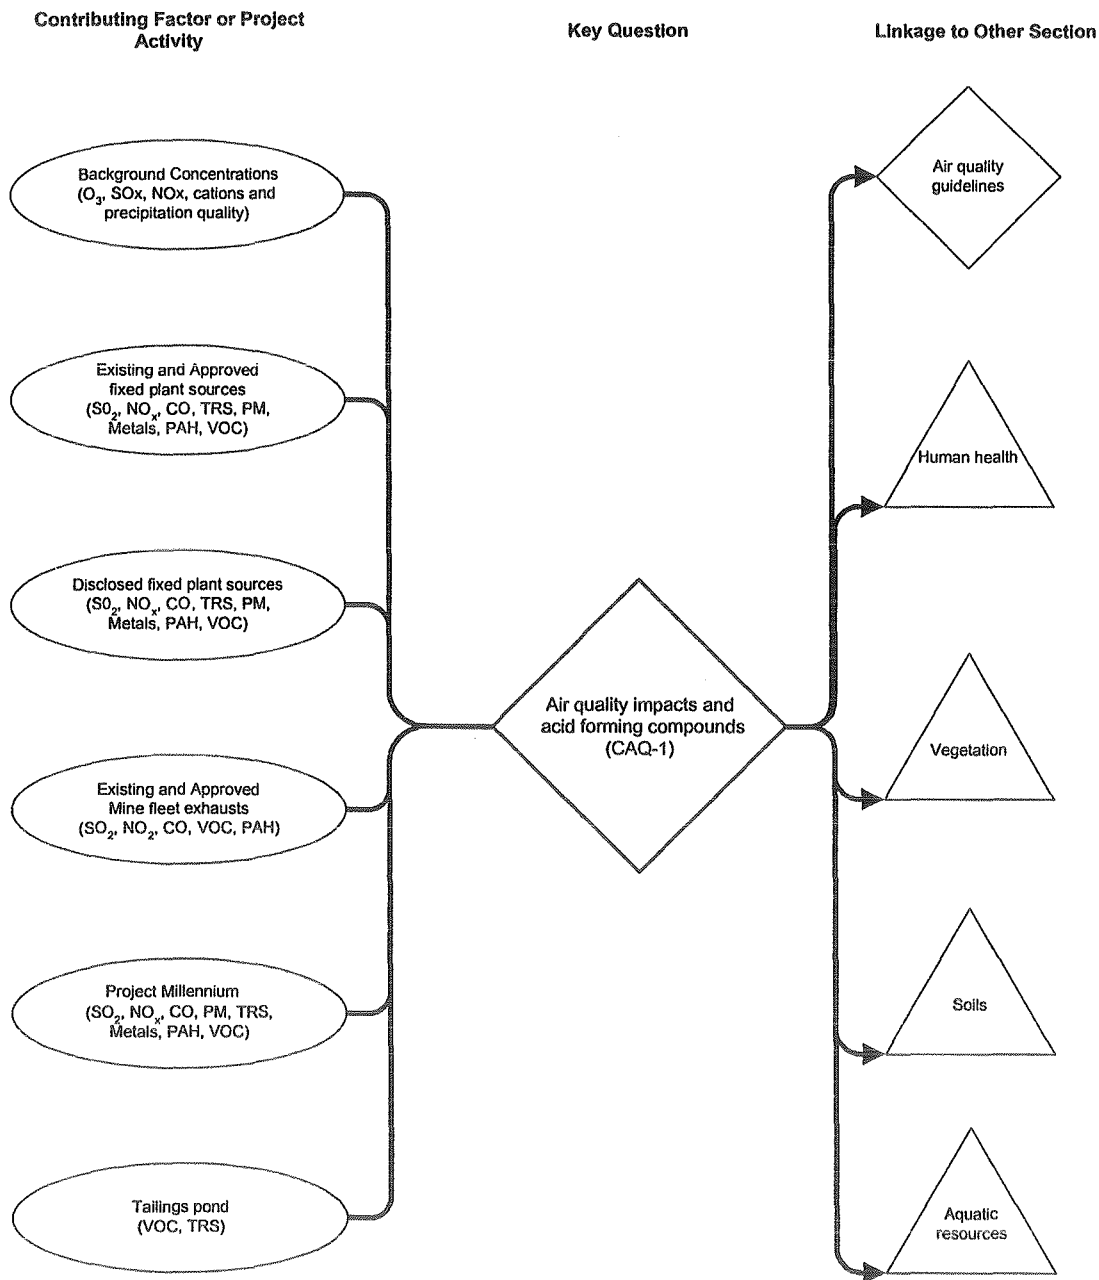 Contributing Factor or Project
Activity
Key Question
Linkage to Other Section
Background Concentrations
(O₃, SOx, NOx, cations and
precipitation quality)
Existing and Approved
fixed plant sources
(S0₂, NOₓ, CO, TRS, PM,
Metals, PAH, VOC)
Disclosed fixed plant sources
(S0₂, NOₓ, CO, TRS, PM,
Metals, PAH, VOC)
Existing and Approved
Mine fleet exhausts
(SO₂, NO₂, CO, VOC, PAH)
Project Millennium
(SO₂, NOₓ, CO, PM, TRS,
Metals, PAH, VOC)
Tailings pond
(VOC, TRS)
Air quality impacts and
acid forming compounds
(CAQ-1)
Air quality
guidelines
Human health
Vegetation
Soils
Aquatic
resources